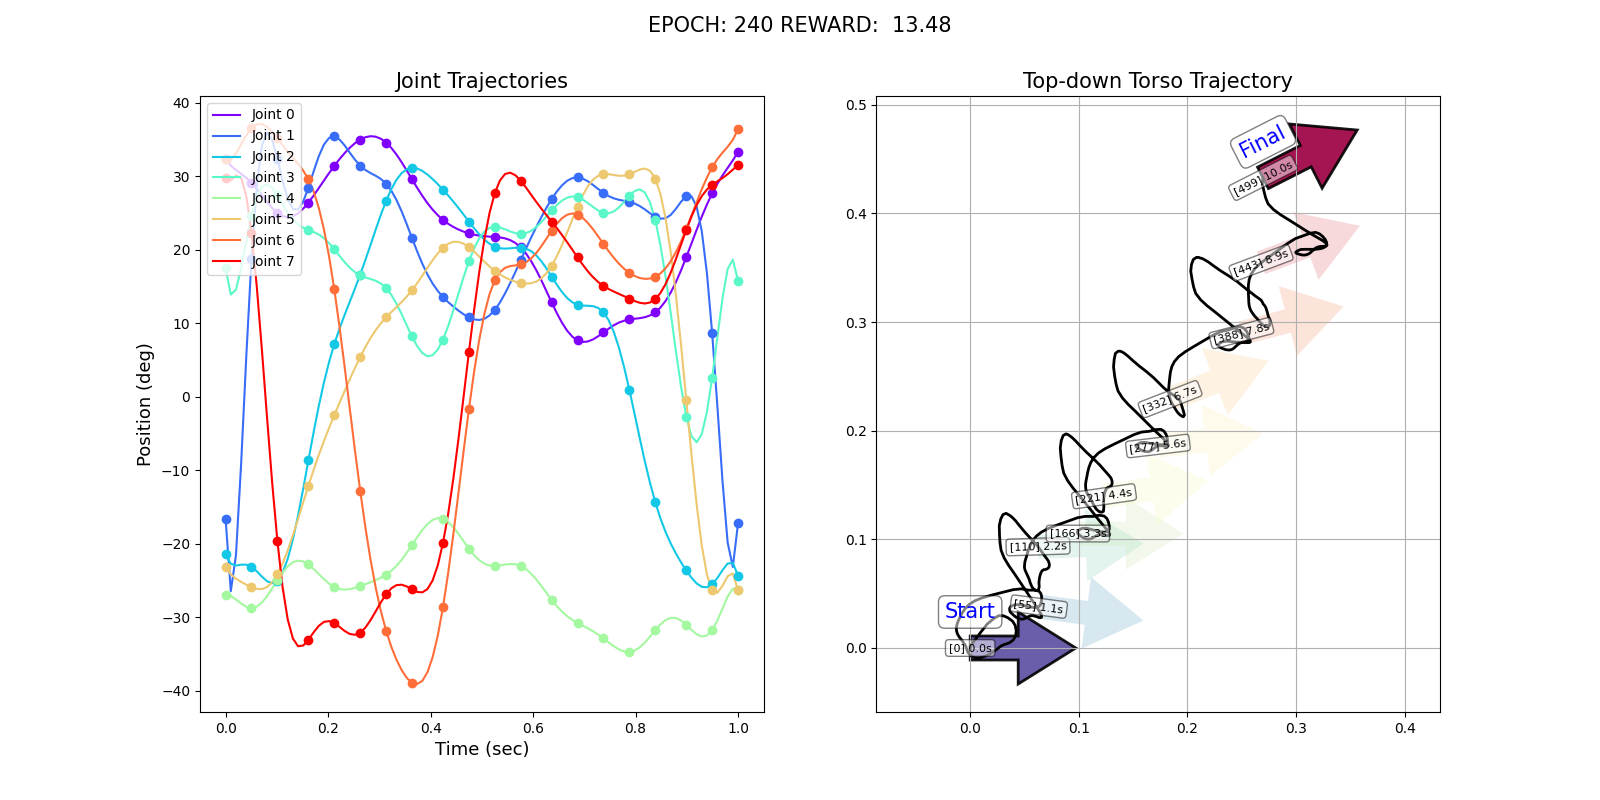 EPOCH: 240 REWARD:  13.48
Joint Trajectories
40
30
20
10
0
−10
−20
−30
−40
Position (deg)
Joint 0
Joint 1
Joint 2
Joint 3
Joint 4
Joint 5
Joint 6
Joint 7
0.0 0.2 0.4 0.6 0.8 1.0
Time (sec)
Top-down Torso Trajectory
0.5
0.4
0.3
0.2
0.1
0.0
Final
[499] 10.0s
[443] 8.9s
[388] 7.8s
[332] 6.7s
[277] 5.6s
[221] 4.4s
[166] 3.3s
[110] 2.2s
[55] 1.1s
Start
[0] 0.0s
0.0 0.1 0.2 0.3 0.4